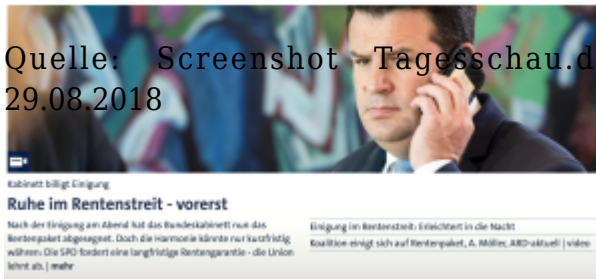 Quelle: Screenshot Tagesschau.d
29.08.2018
Kabinett billigt Einigung
Ruhe im Rentenstreit - vorerst
Nach der Einigung am Abend hat das Bundeskabinett nun das
Rentenpaket abgesegnet. Doch die Harmonie könnte nur kurzfristig
währen: Die SPD fordert eine langfristige Rentengarantie - die Union
lehnt ab. | mehr
Einigung im Rentenstreit: Erleichtert in die Nacht
Koalition einigt sich auf Rentenpaket, A. Möller, ARD-aktuell | video